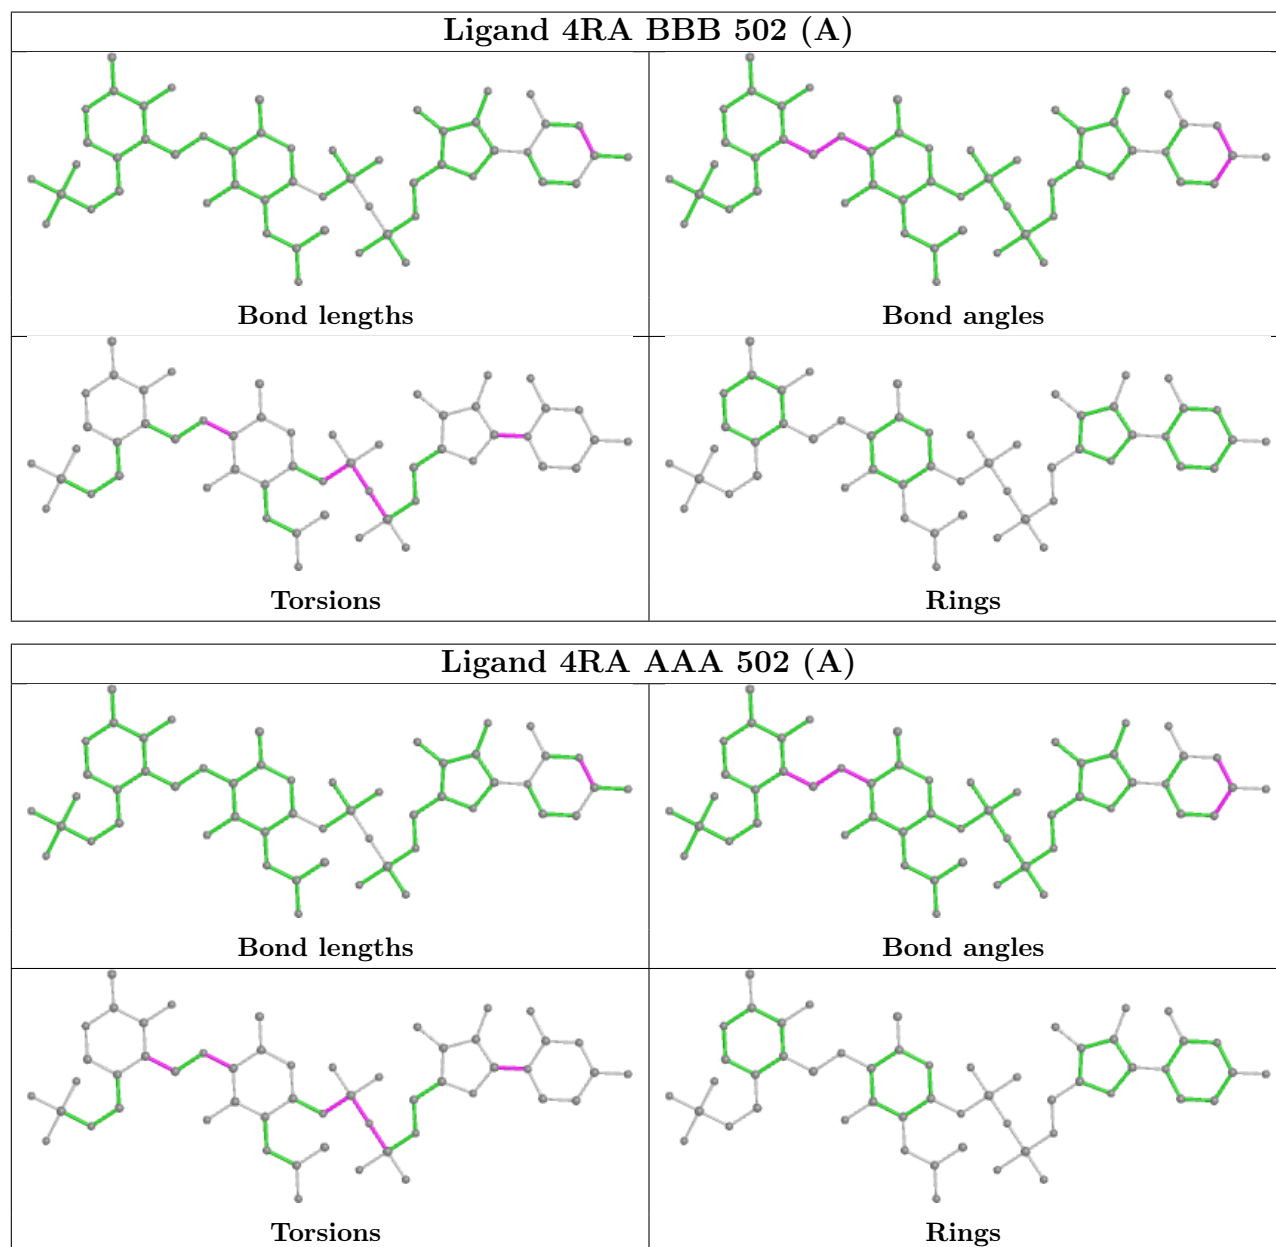 Ligand 4RA BBB 502 (A)
Bond lengths
Bond angles
Torsions
Rings
Ligand 4RA AAA 502 (A)
Bond lengths
Bond angles
Torsions
Rings